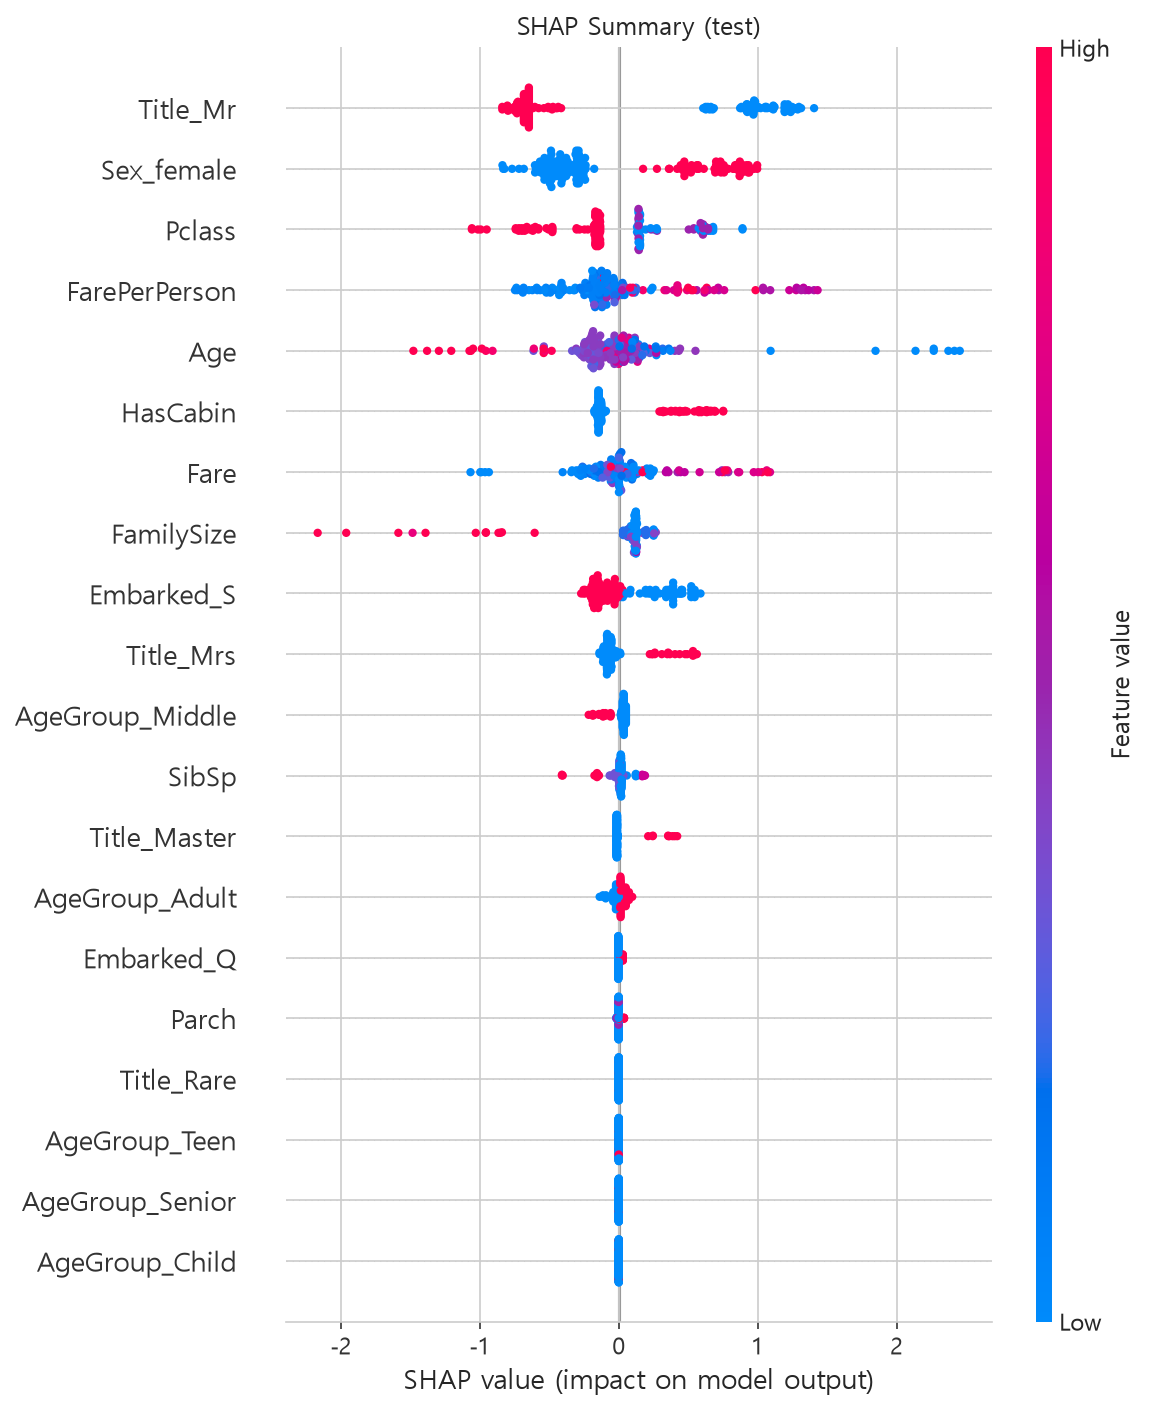 SHAP Summary (test)
High
Title_Mr
Sex_female
Pclass
FarePerPerson
Age
HasCabin
Fare
FamilySize
Embarked_S
Title_Mrs
AgeGroup_Middle
SibSp
Title_Master
AgeGroup_Adult
Embarked_Q
Parch
Title_Rare
AgeGroup_Teen
AgeGroup_Senior
AgeGroup_Child
Feature value
Low
-2 -1 0 1 2
SHAP value (impact on model output)